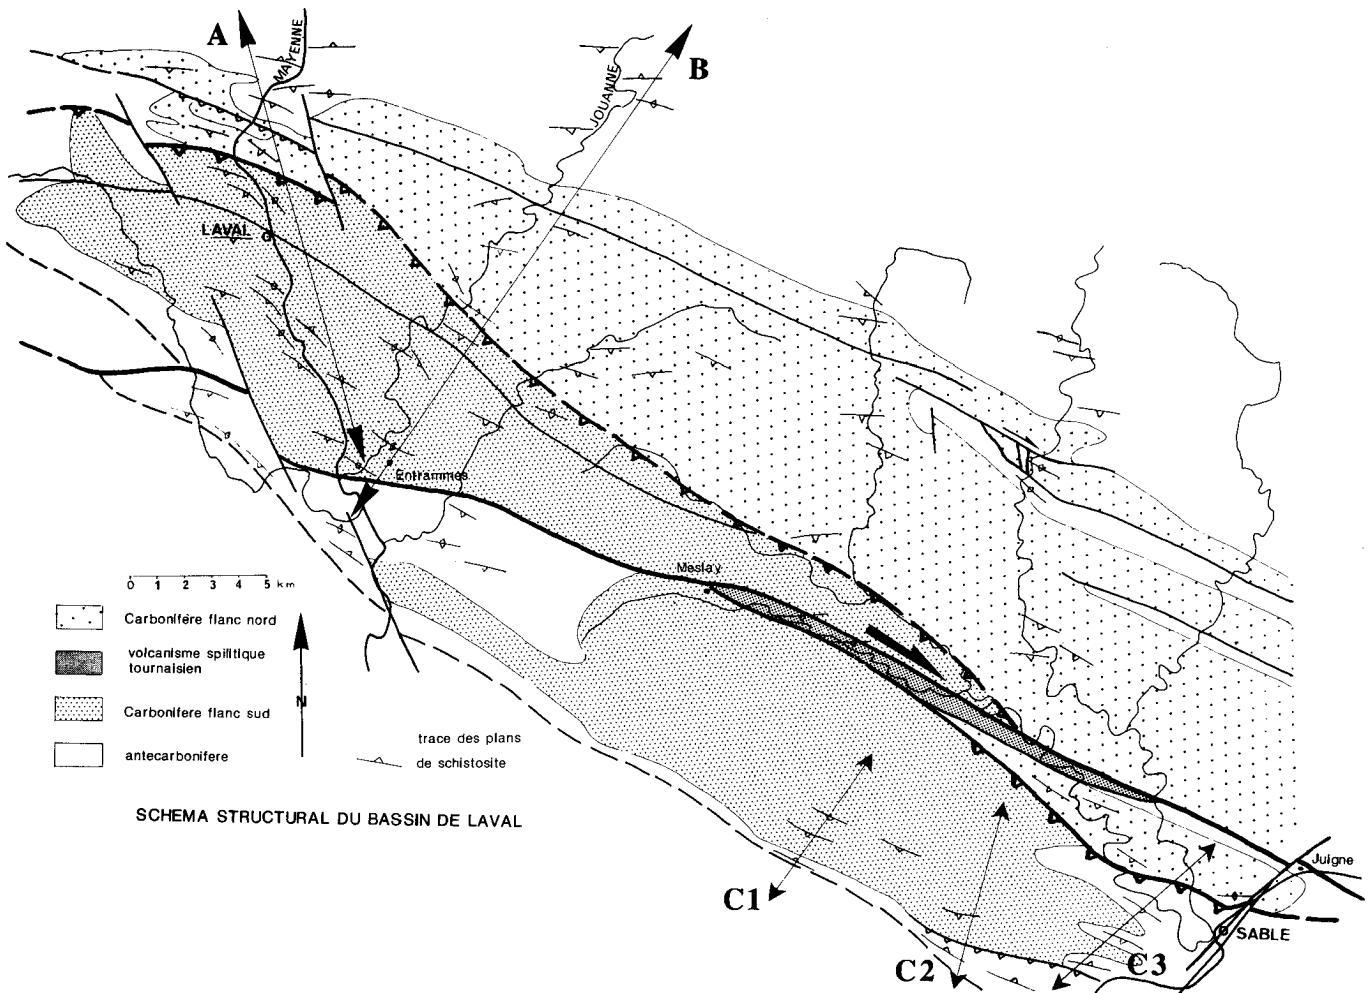 A
MAYENNE
B
JOUANNE
LAVAL
Entrammes
Meslay
0 1 2 3 4 5 km
Carbonifère flanc nord
volcanisme spilitique
tournaisien
N
Carbonifere flanc sud
antecarbonifere
trace des plans
de schistosite
SCHEMA STRUCTURAL DU BASSIN DE LAVAL
Juigne
C1
C2
C3
SABLE